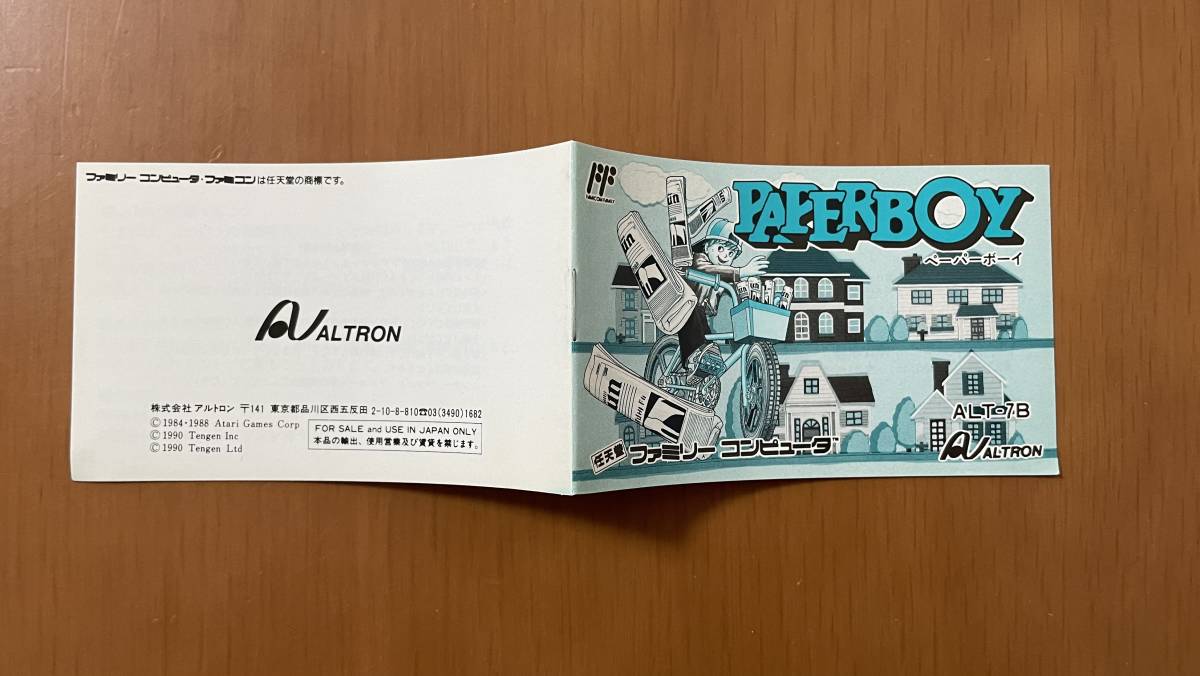 ファミリー コンピュータ・ファミコンは任天堂の商標です。
ALTRON
株式会社 アルトロン 〒141 東京都品川区西五反田 2-10-8-810☎03(3490)1682
©1984・1988 Atari Games Corp
©1990 Tengen Inc
©1990 Tengen Ltd
FOR SALE and USE IN JAPAN ONLY
本品の輸出、使用営業及び賃貸を禁じます。
PAPERBOY
ペーパーボーイ
ALT-7B
任天堂 ファミリー コンピュータ™
ALTRON